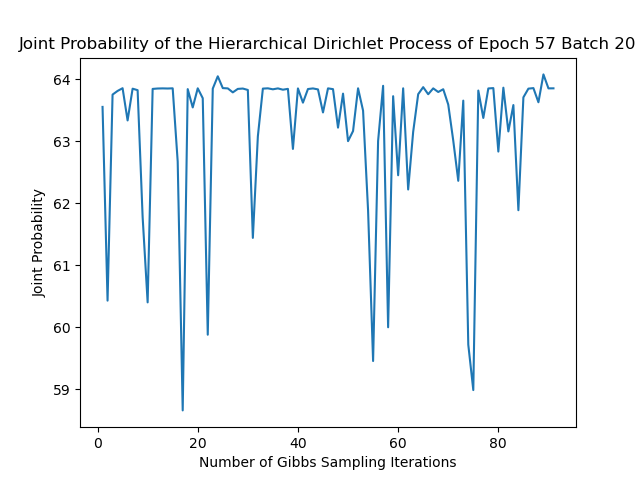 Joint Probability of the Hierarchical Dirichlet Process of Epoch 57 Batch 20
64
63
62
61
60
59
Joint Probability
0 20 40 60 80
Number of Gibbs Sampling Iterations